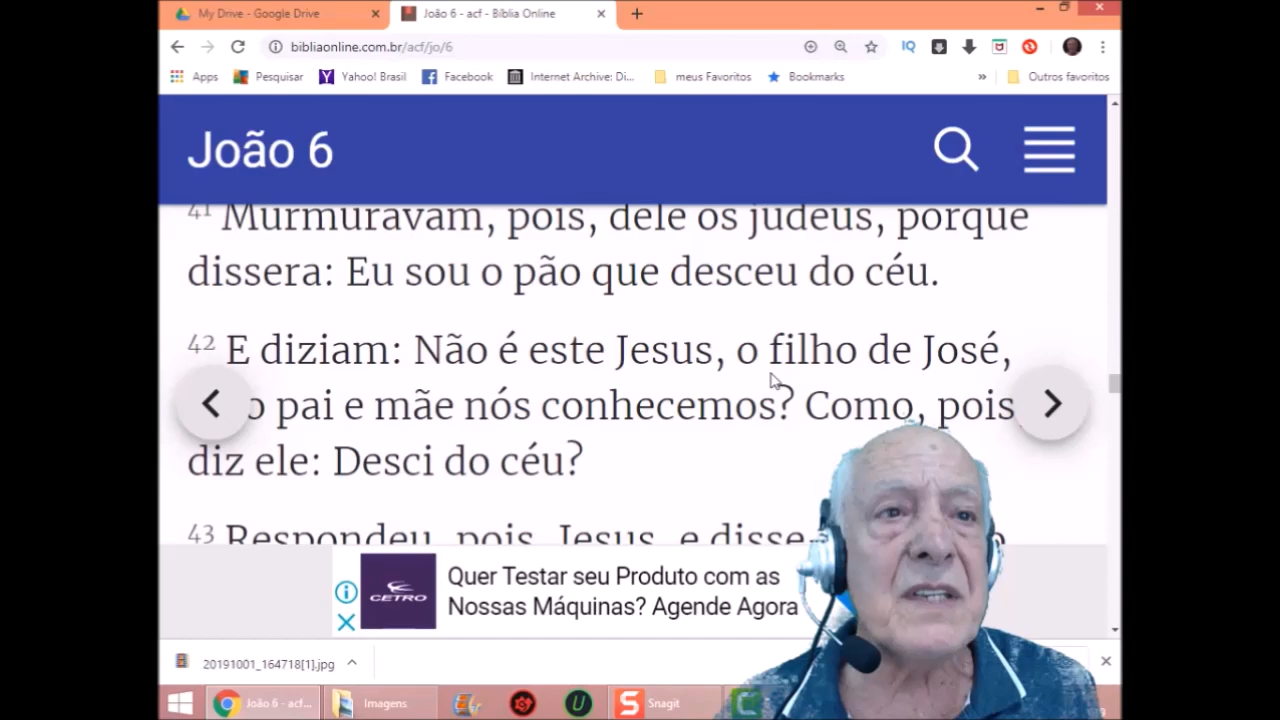 My Drive - Google Drive
João 6 - acf - Bíblia Online
bibliaonline.com.br/acf/jo/6
IQ
Apps
Pesquisar
Yahoo! Brasil
Facebook
Internet Archive: Di...
meus Favoritos
Bookmarks
»
Outros favoritos
João 6
41 Murmuravam, pois, dele os judeus, porque
dissera: Eu sou o pão que desceu do céu.
42 E diziam: Não é este Jesus, o filho de José,
o pai e mãe nós conhecemos? Como, pois
diz ele: Desci do céu?
43 Respondeu, pois, Jesus, e disse-
CETRO
Quer Testar seu Produto com as
Nossas Máquinas? Agende Agora
20191001_164718[1].jpg
João 6 - acf...
Imagens
Snagit